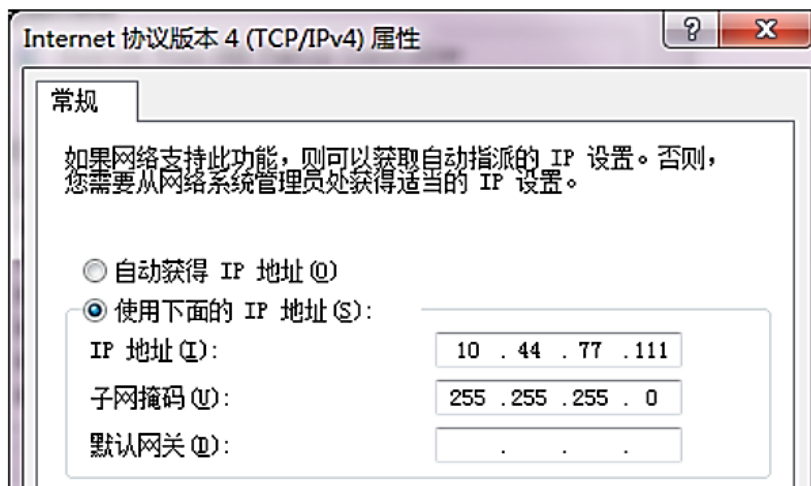 Internet 协议版本 4 (TCP/IPv4) 属性
?
常规
如果网络支持此功能，则可以获取自动指派的 IP 设置。否则，
您需要从网络系统管理员处获得适当的 IP 设置。
自动获得 IP 地址(O)
使用下面的 IP 地址(S):
IP 地址(I): 10 . 44 . 77 .111
子网掩码(U): 255 .255 .255 . 0
默认网关(D): . . .